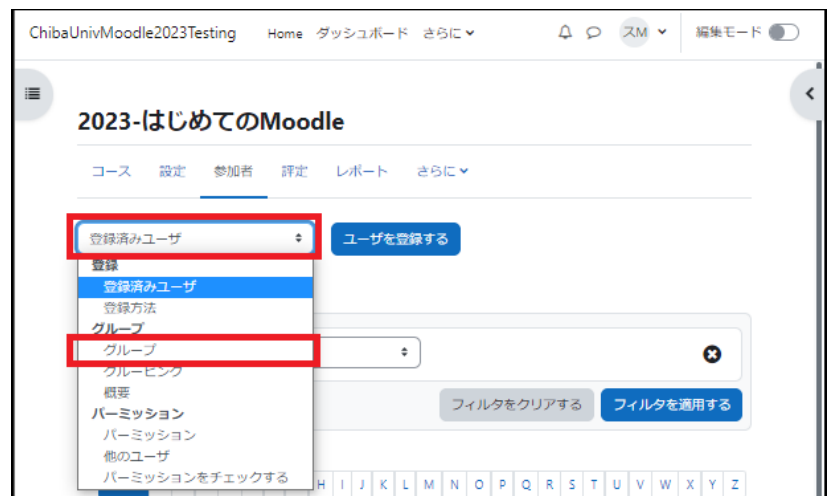 ChibaUnivMoodle2023Testing Home ダッシュボード さらに スM 編集モード
2023-はじめてのMoodle
コース 設定 参加者 評定 レポート さらに
登録済みユーザ ユーザを登録する
登録
登録済みユーザ
登録方法
グループ
グループ
グルーピング
概要
フィルタをクリアする フィルタを適用する
パーミッション
パーミッション
他のユーザ
パーミッションをチェックする
H I J K L M N O P Q R S T U V W X Y Z